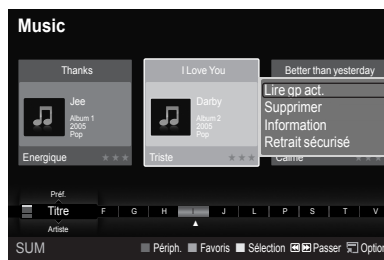 Music
Thanks
I Love You
Better than yesterday
Jee
Album 1
2005
Pop
Darby
Album 2
2005
Pop
Lire gp act.
Supprimer
Information
Retrait sécurisé
Energique
Triste
Calme
Préf.
Titre
F G H I J L P S T V
Artiste
SUM
Périph. Favoris Sélection Passer Option